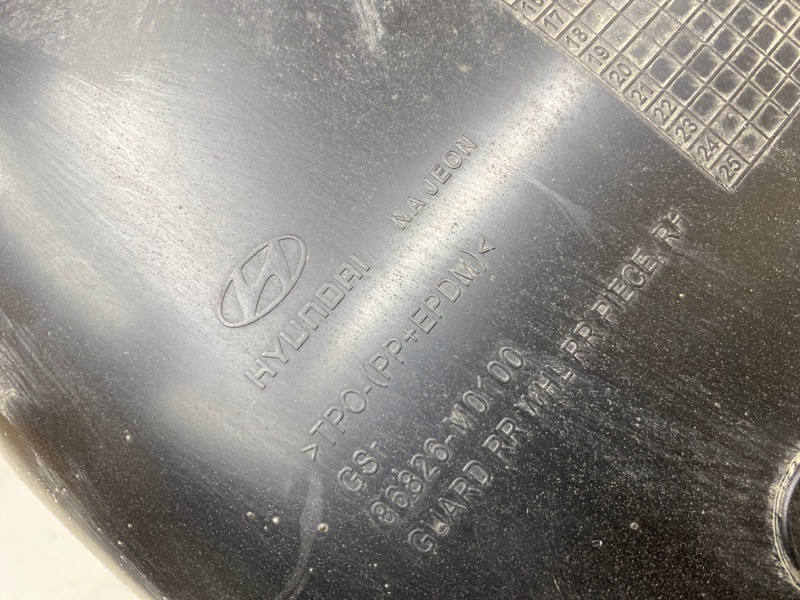 16
17
18
19
20
21
22
23
24
25
HYUNDAI
NAJEON
>TPO-(PP+EPDM)<
86826-M0100
GUARD RR WHL RR PIECE, RH